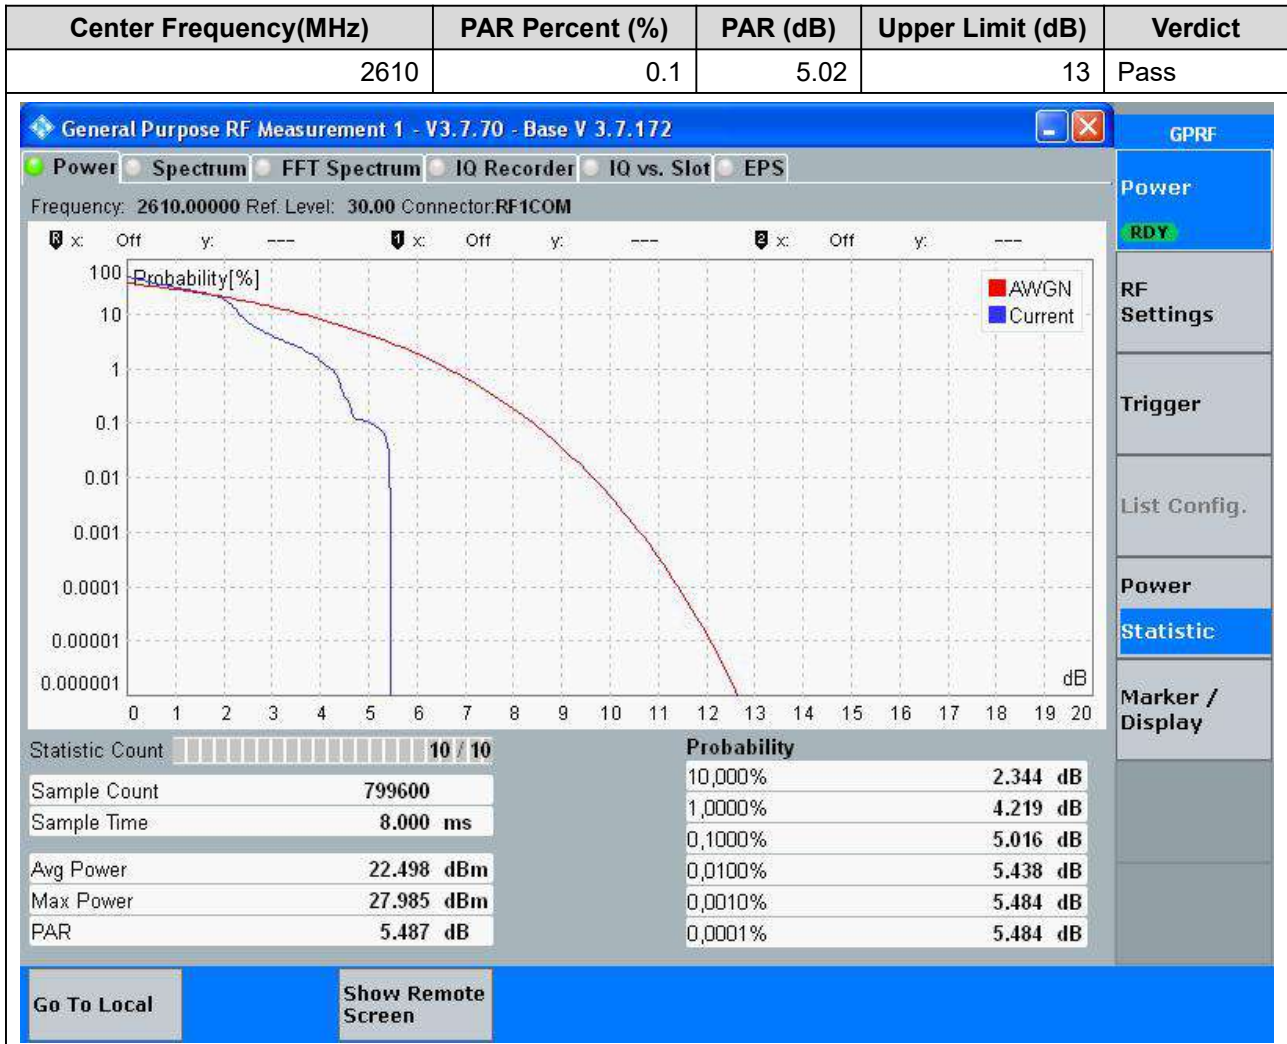 Center Frequency(MHz) PAR Percent (%) PAR (dB) Upper Limit (dB) Verdict
2610 0.1 5.02 13 Pass
General Purpose RF Measurement 1 - V3.7.70 - Base V 3.7.172
GPRF
Power Spectrum FFT Spectrum IQ Recorder IQ vs. Slot EPS
Frequency: 2610.00000 Ref. Level: 30.00 Connector:RF1COM
R x: Off y: --- 1 x: Off y: --- 2 x: Off y: ---
Probability[%]
AWGN
Current
100
10
1
0.1
0.01
0.001
0.0001
0.00001
0.000001
dB
0 1 2 3 4 5 6 7 8 9 10 11 12 13 14 15 16 17 18 19 20
Statistic Count 10 / 10
Sample Count 799600
Sample Time 8.000 ms
Avg Power 22.498 dBm
Max Power 27.985 dBm
PAR 5.487 dB
Probability
10,000% 2.344 dB
1,0000% 4.219 dB
0,1000% 5.016 dB
0,0100% 5.438 dB
0,0010% 5.484 dB
0,0001% 5.484 dB
Power
RDY
RF
Settings
Trigger
List Config.
Power
Statistic
Marker /
Display
Go To Local
Show Remote
Screen